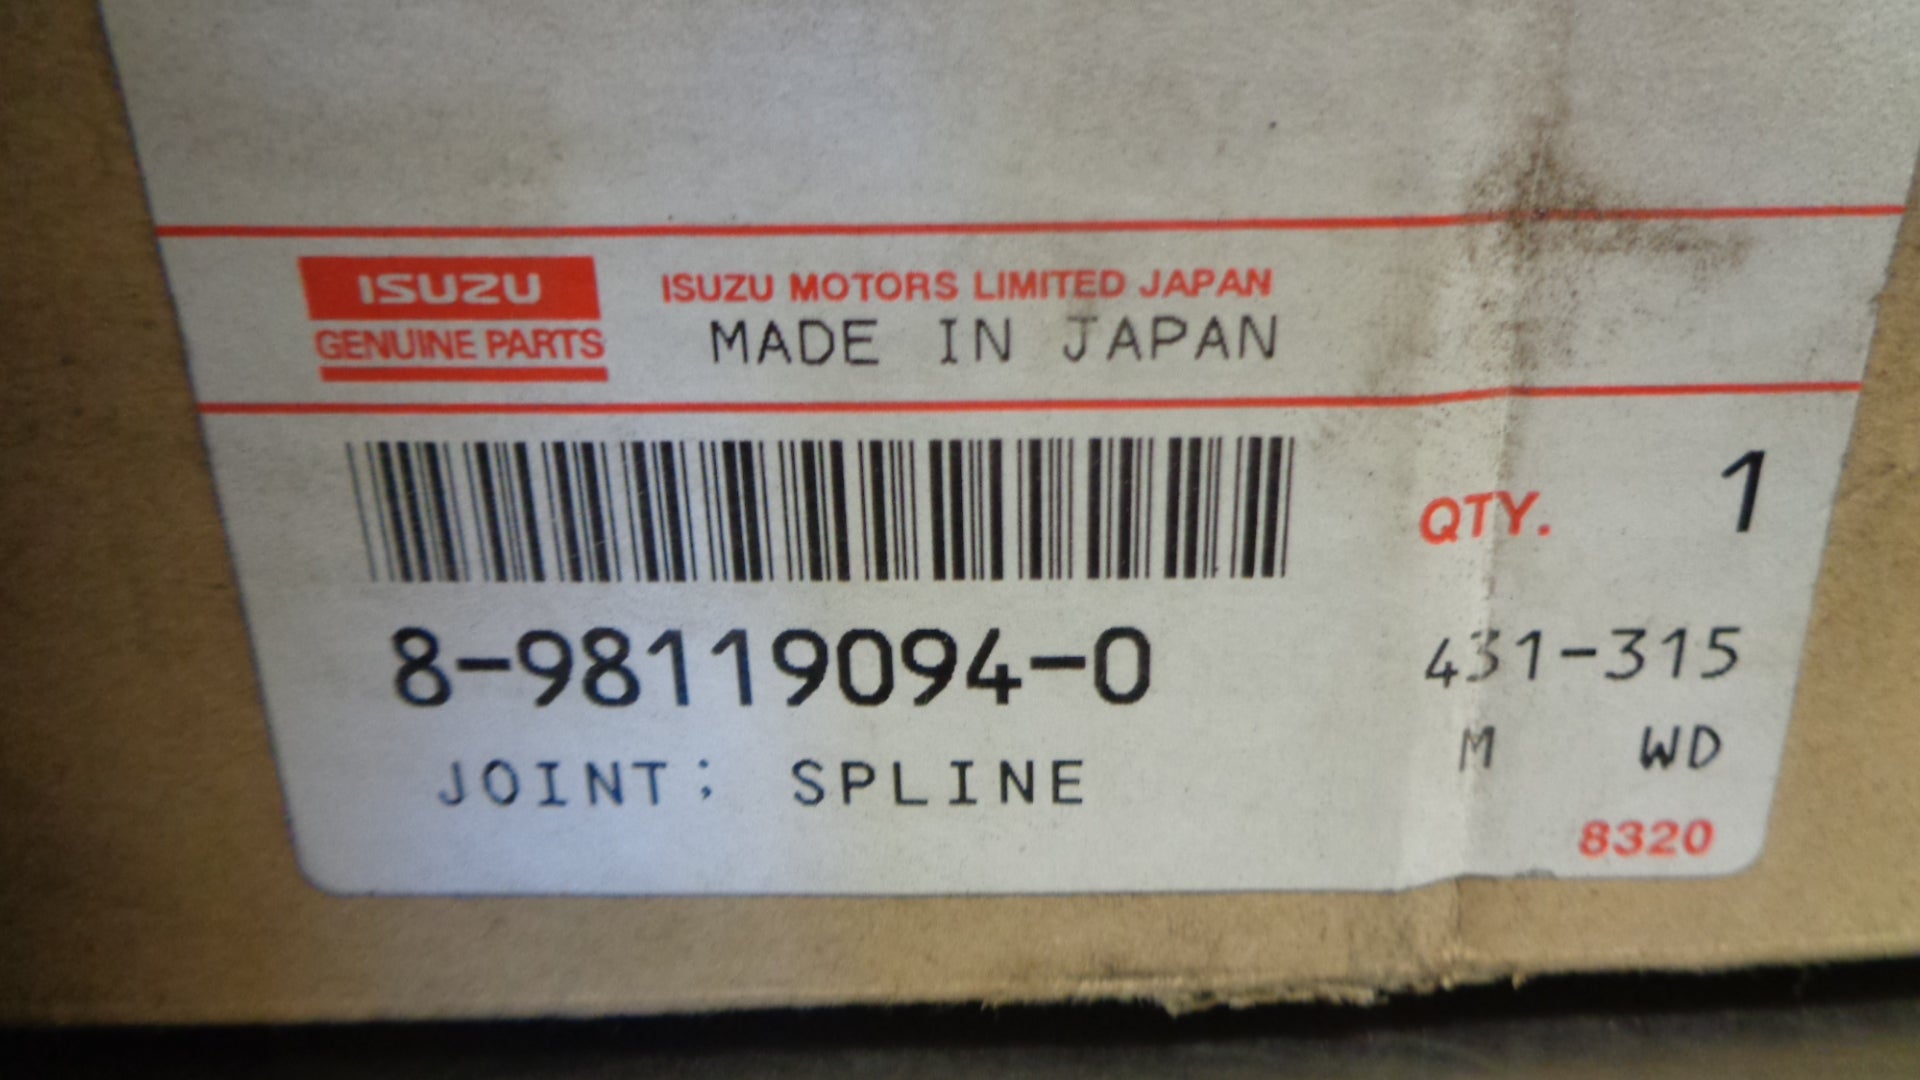 ISUZU
GENUINE PARTS
ISUZU MOTORS LIMITED JAPAN
MADE IN JAPAN
QTY. 1
8-98119094-0
431-315
JOINT; SPLINE
M WD
8320